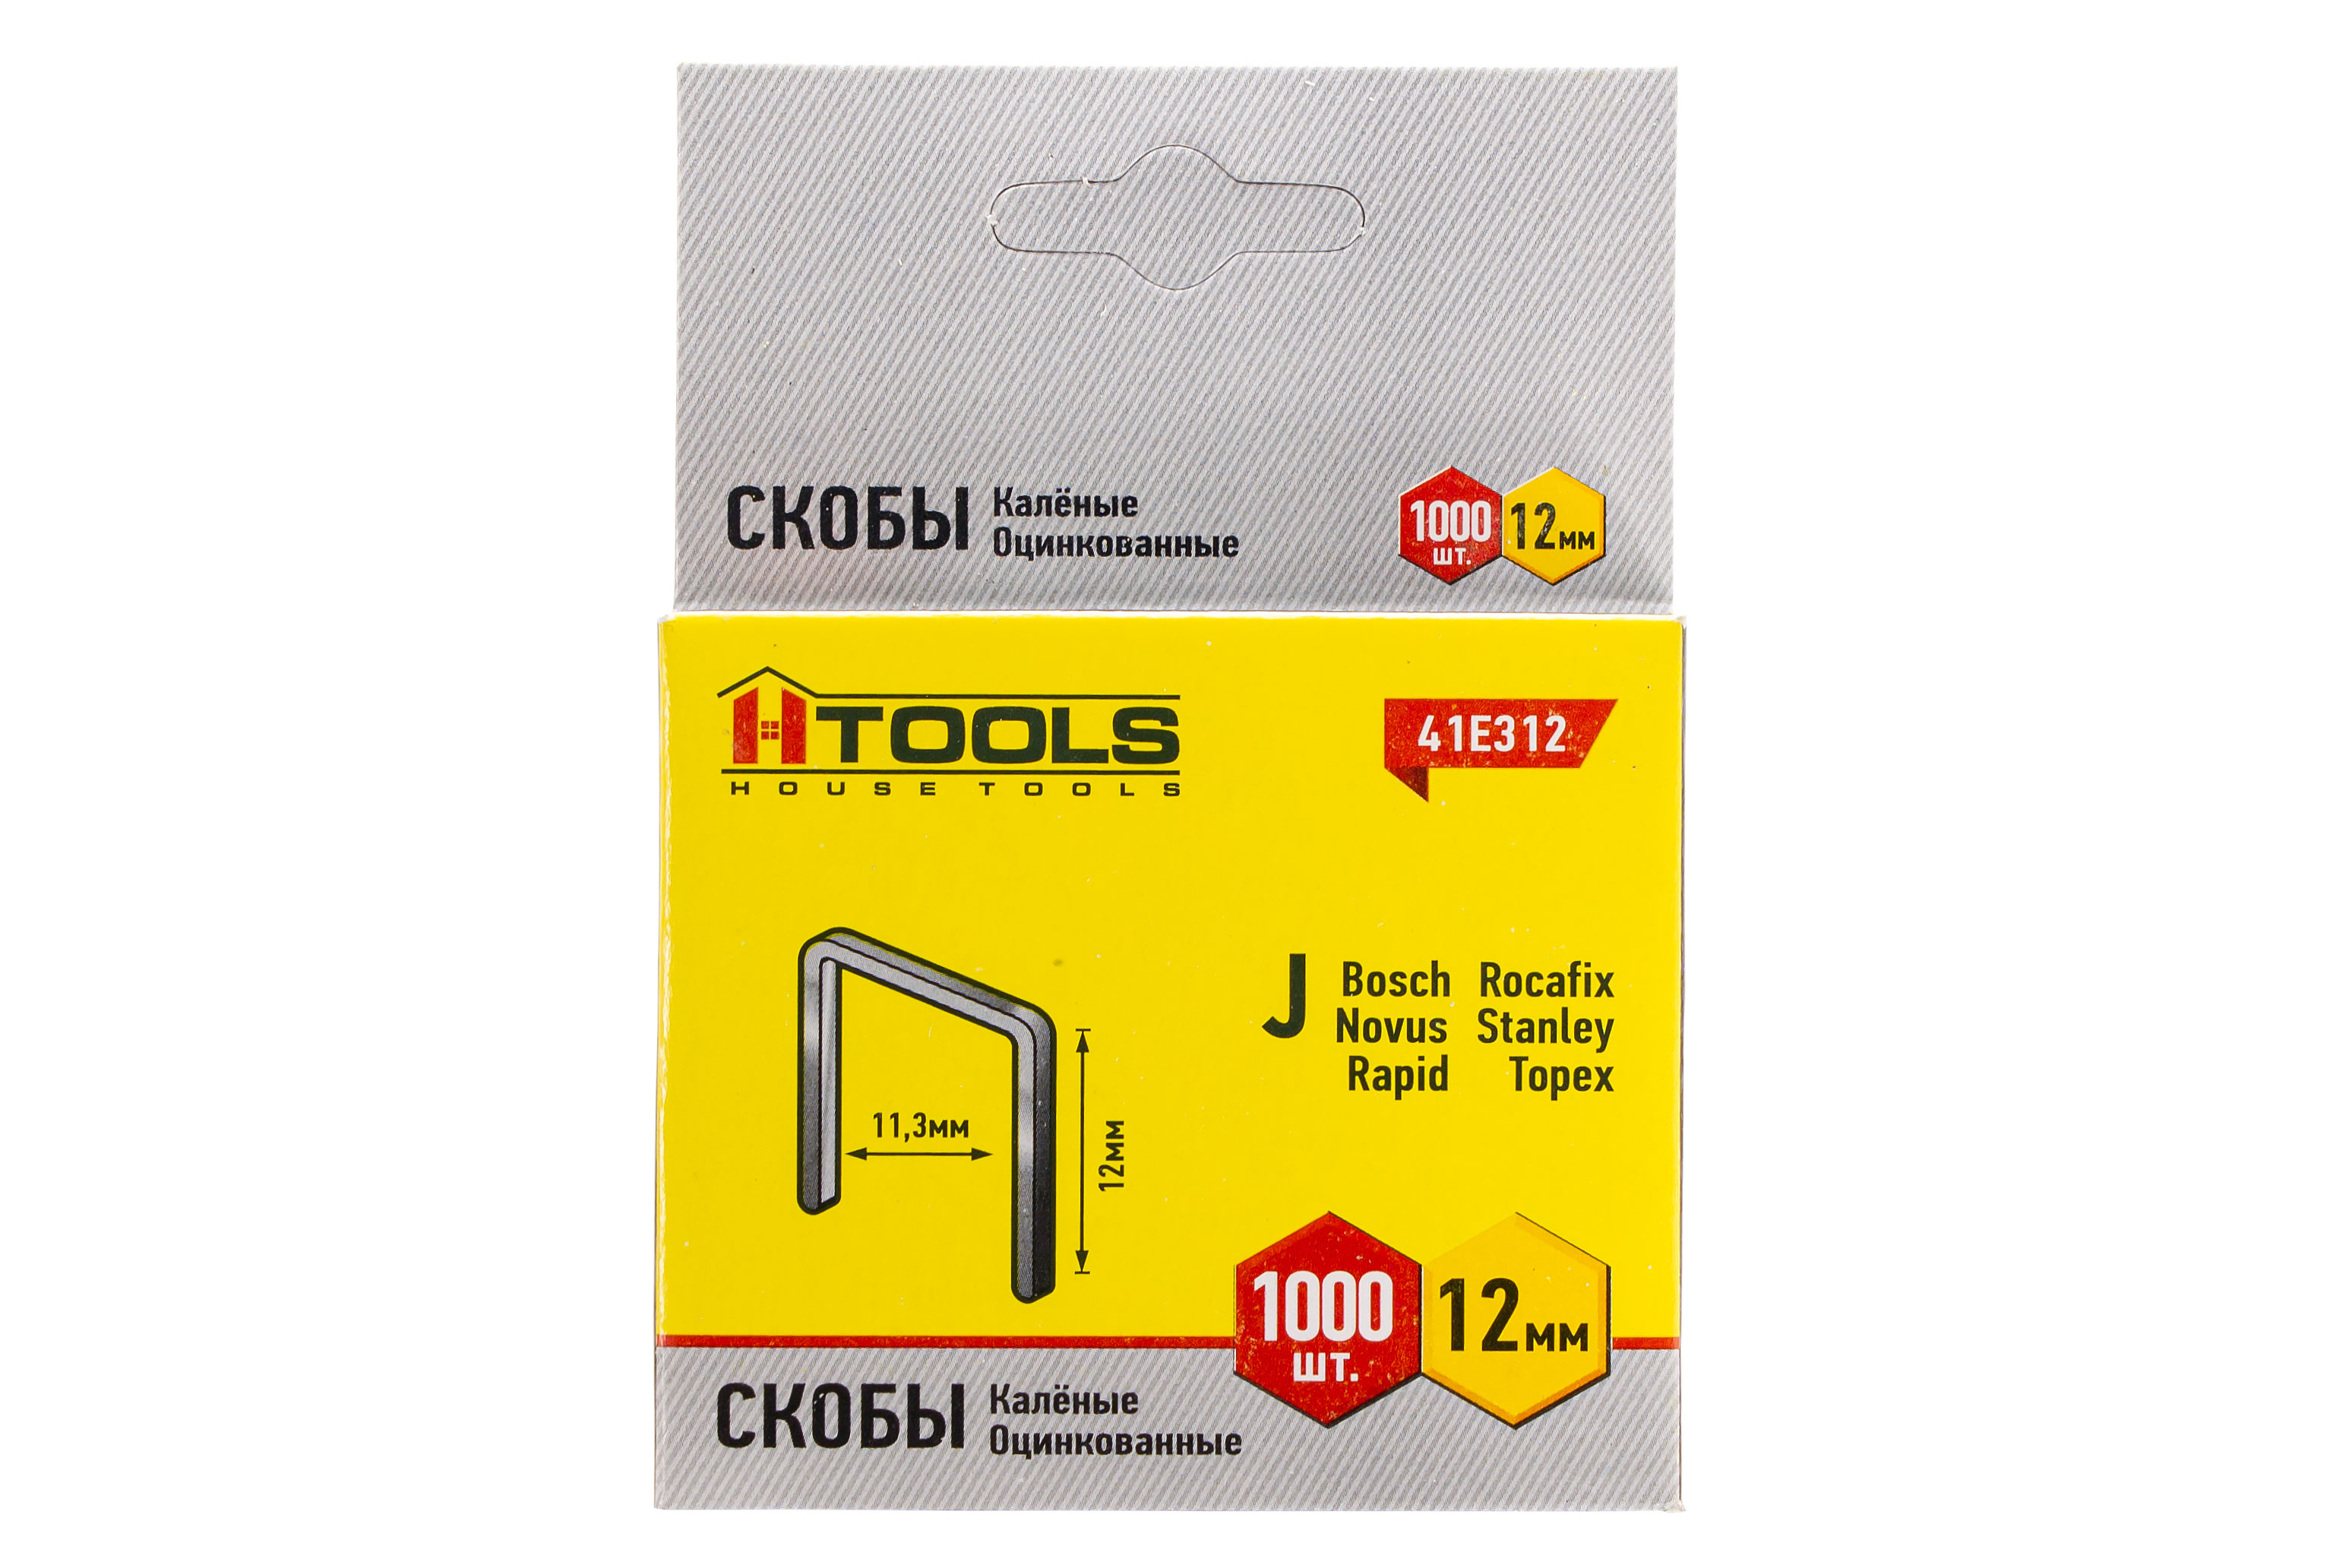 СКОБЫ Калёные
Оцинкованные
1000
шт.
12мм
HTOOLS
HOUSE TOOLS
41E312
J Bosch Rocafix
Novus Stanley
Rapid Topex
11,3мм
12мм
1000
шт.
12мм
СКОБЫ Калёные
Оцинкованные